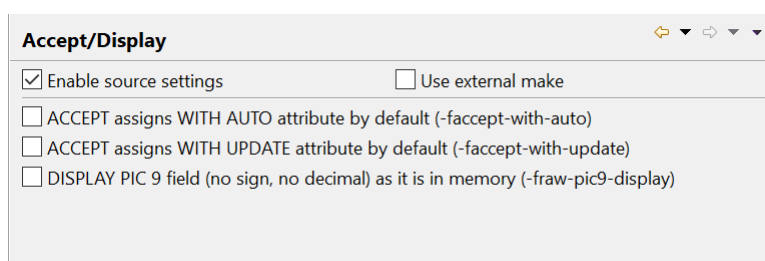 Accept/Display
Enable source settings Use external make
ACCEPT assigns WITH AUTO attribute by default (-faccept-with-auto)
ACCEPT assigns WITH UPDATE attribute by default (-faccept-with-update)
DISPLAY PIC 9 field (no sign, no decimal) as it is in memory (-fraw-pic9-display)